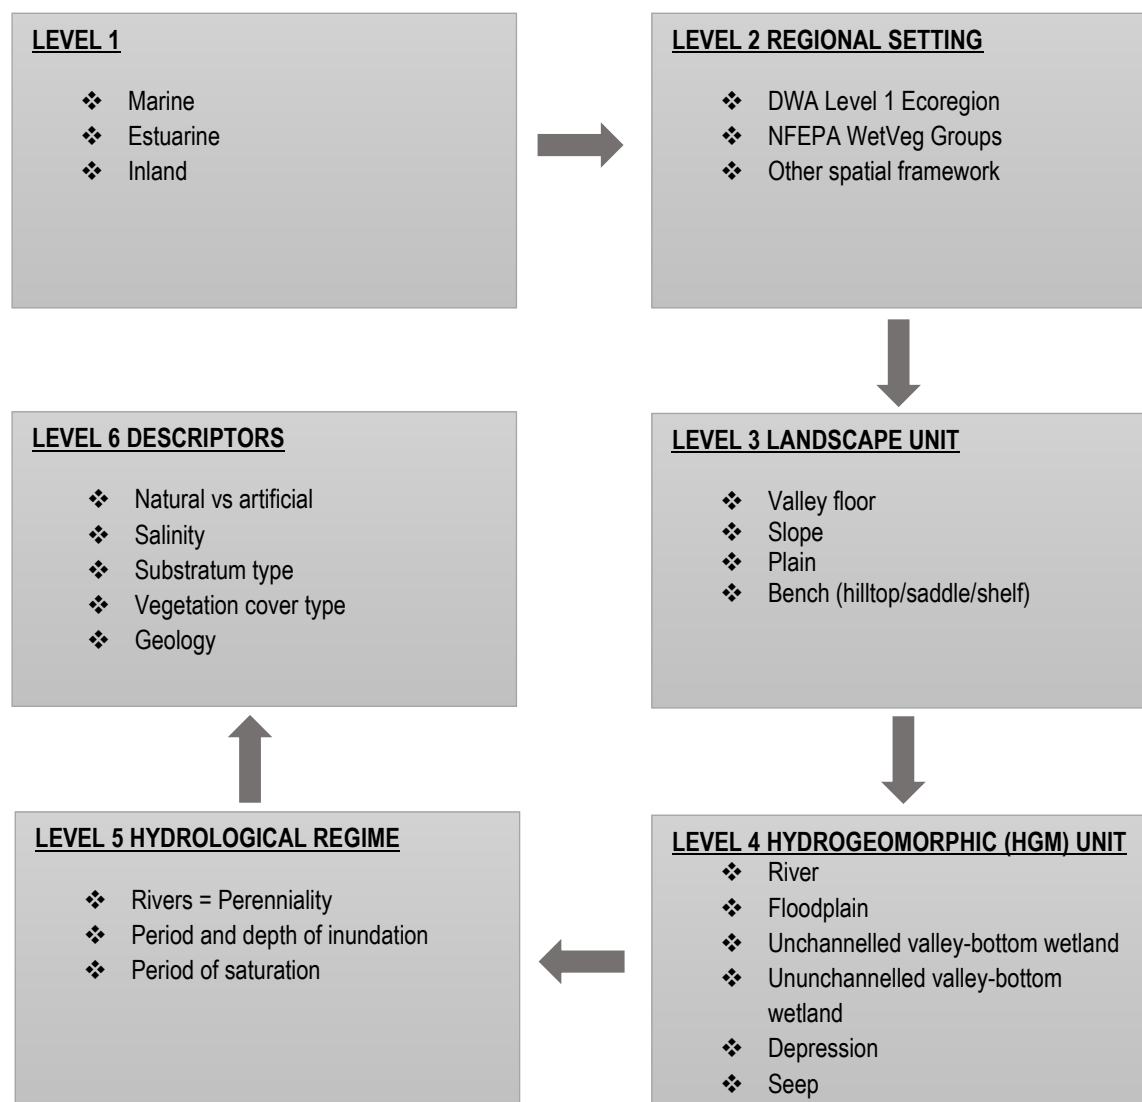 LEVEL 1
❖ Marine
❖ Estuarine
❖ Inland
LEVEL 2 REGIONAL SETTING
❖ DWA Level 1 Ecoregion
❖ NFEPA WetVeg Groups
❖ Other spatial framework
LEVEL 3 LANDSCAPE UNIT
❖ Valley floor
❖ Slope
❖ Plain
❖ Bench (hilltop/saddle/shelf)
LEVEL 4 HYDROGEOMORPHIC (HGM) UNIT
❖ River
❖ Floodplain
❖ Unchannelled valley-bottom wetland
❖ Ununchannelled valley-bottom
wetland
❖ Depression
❖ Seep
LEVEL 5 HYDROLOGICAL REGIME
❖ Rivers = Perenniality
❖ Period and depth of inundation
❖ Period of saturation
LEVEL 6 DESCRIPTORS
❖ Natural vs artificial
❖ Salinity
❖ Substratum type
❖ Vegetation cover type
❖ Geology